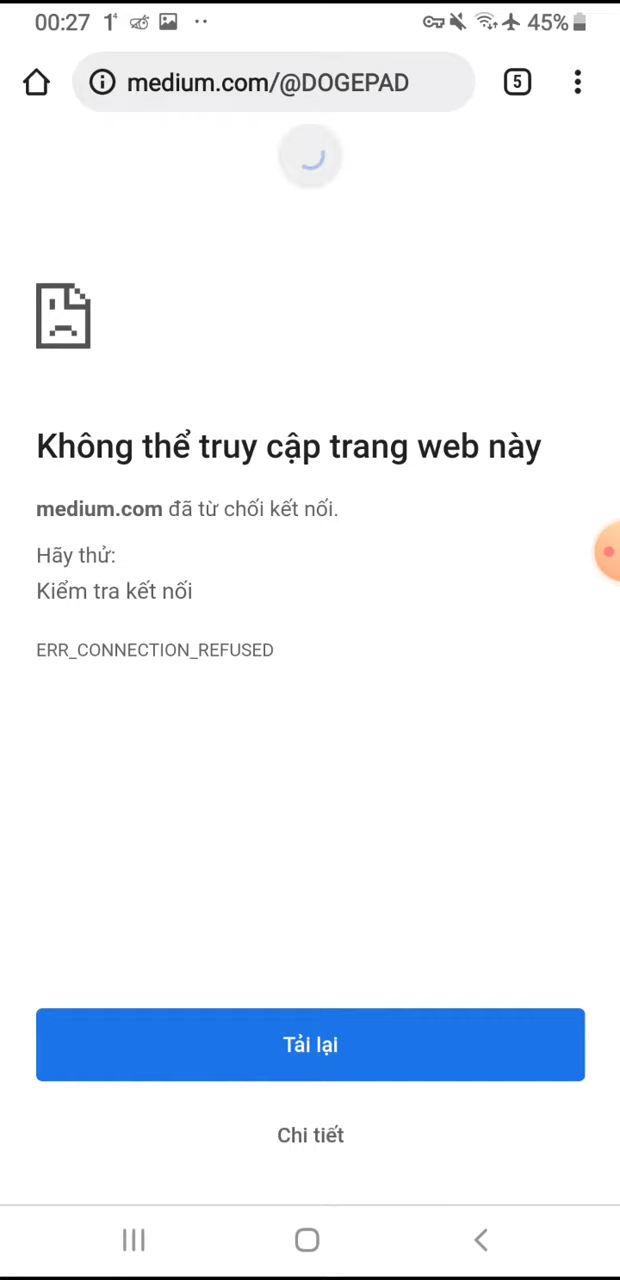 00:27 45%
medium.com/@DOGEPAD 5
Không thể truy cập trang web này
medium.com đã từ chối kết nối.
Hãy thử:
Kiểm tra kết nối
ERR_CONNECTION_REFUSED
Tải lại
Chi tiết